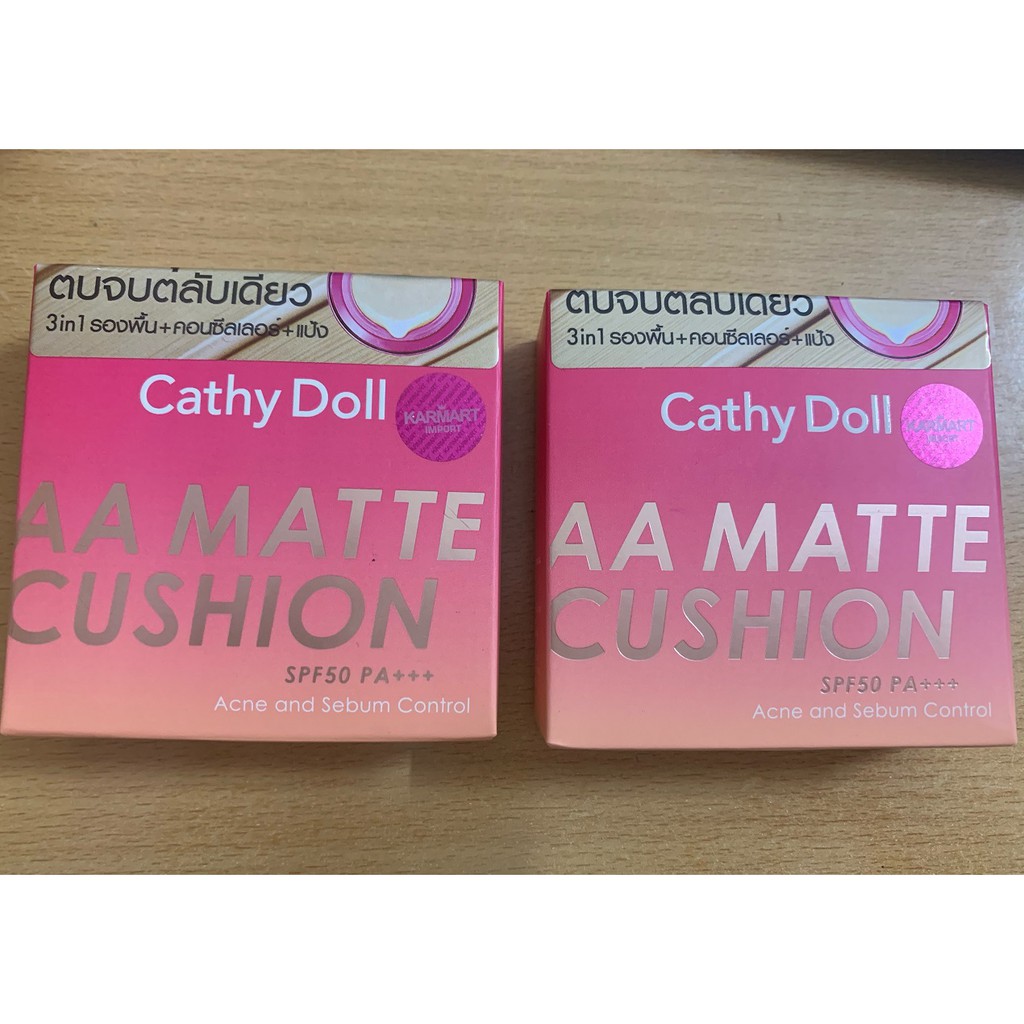 ตบจบตลับเดียว
3in1 รองพื้น+คอนซีลเลอร์+แป้ง
Cathy Doll
KARMART
IMPORT
AA MATTE
CUSHION
SPF50 PA+++
Acne and Sebum Control
ตบจบตลับเดียว
3in1 รองพื้น+คอนซีลเลอร์+แป้ง
Cathy Doll
KARMART
IMPORT
AA MATTE
CUSHION
SPF50 PA+++
Acne and Sebum Control